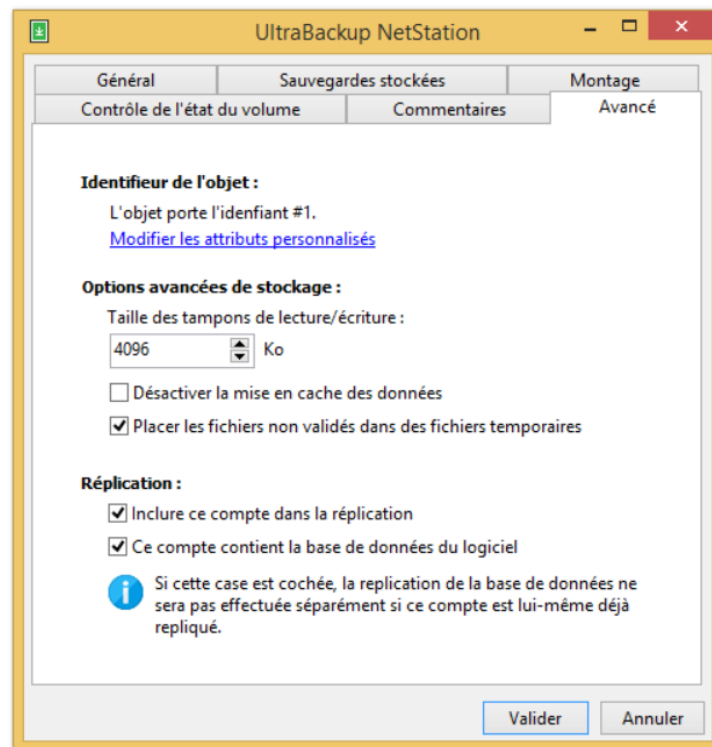 UltraBackup NetStation
Général
Sauvegardes stockées
Montage
Contrôle de l'état du volume
Commentaires
Avancé
Identifieur de l'objet :
L'objet porte l'idenfiant #1.
Modifier les attributs personnalisés
Options avancées de stockage :
Taille des tampons de lecture/écriture :
4096 Ko
Désactiver la mise en cache des données
Placer les fichiers non validés dans des fichiers temporaires
Réplication :
Inclure ce compte dans la réplication
Ce compte contient la base de données du logiciel
Si cette case est cochée, la replication de la base de données ne
sera pas effectuée séparément si ce compte est lui-même déjà
repliqué.
Valider
Annuler